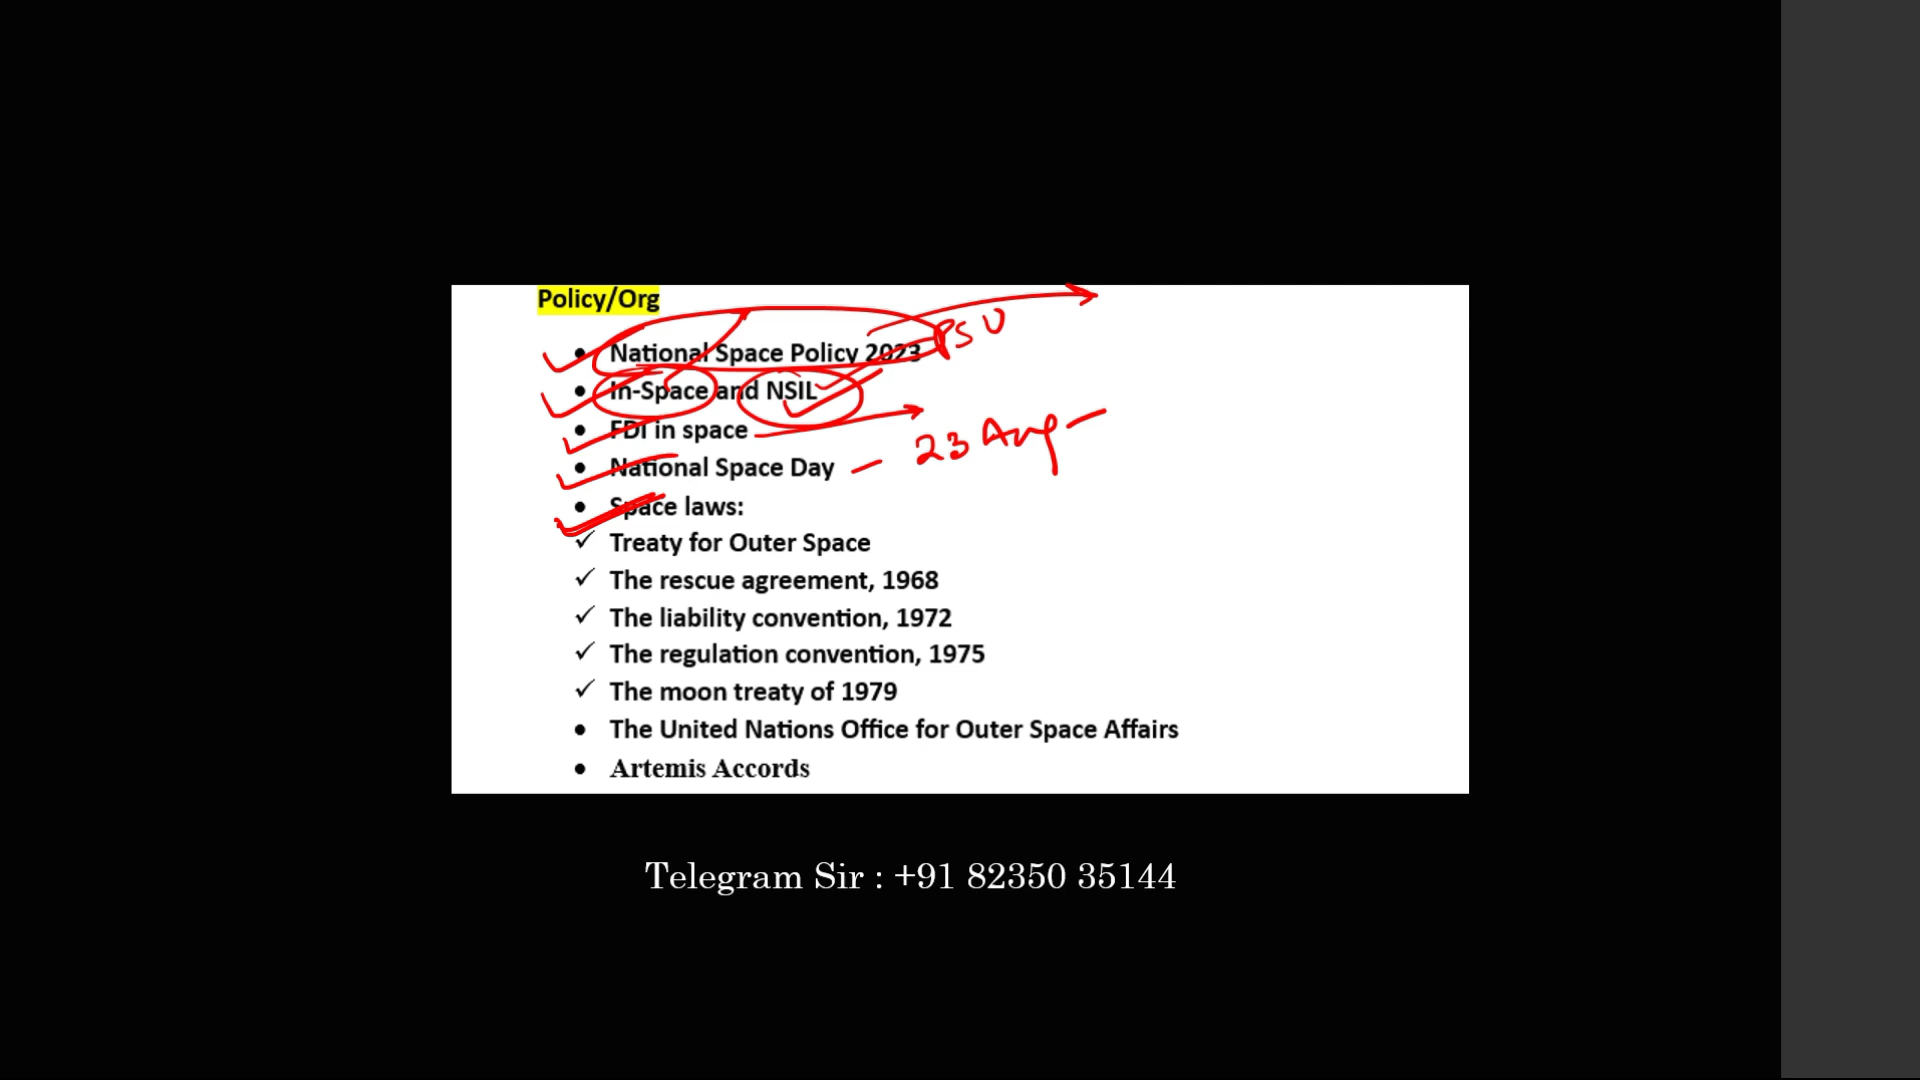 Policy/Org
National Space Policy 2023
PSU
In-Space and NSIL
FDI in space
National Space Day - 23 Aug -
Space laws:
Treaty for Outer Space
The rescue agreement, 1968
The liability convention, 1972
The regulation convention, 1975
The moon treaty of 1979
The United Nations Office for Outer Space Affairs
Artemis Accords
Telegram Sir : +91 82350 35144